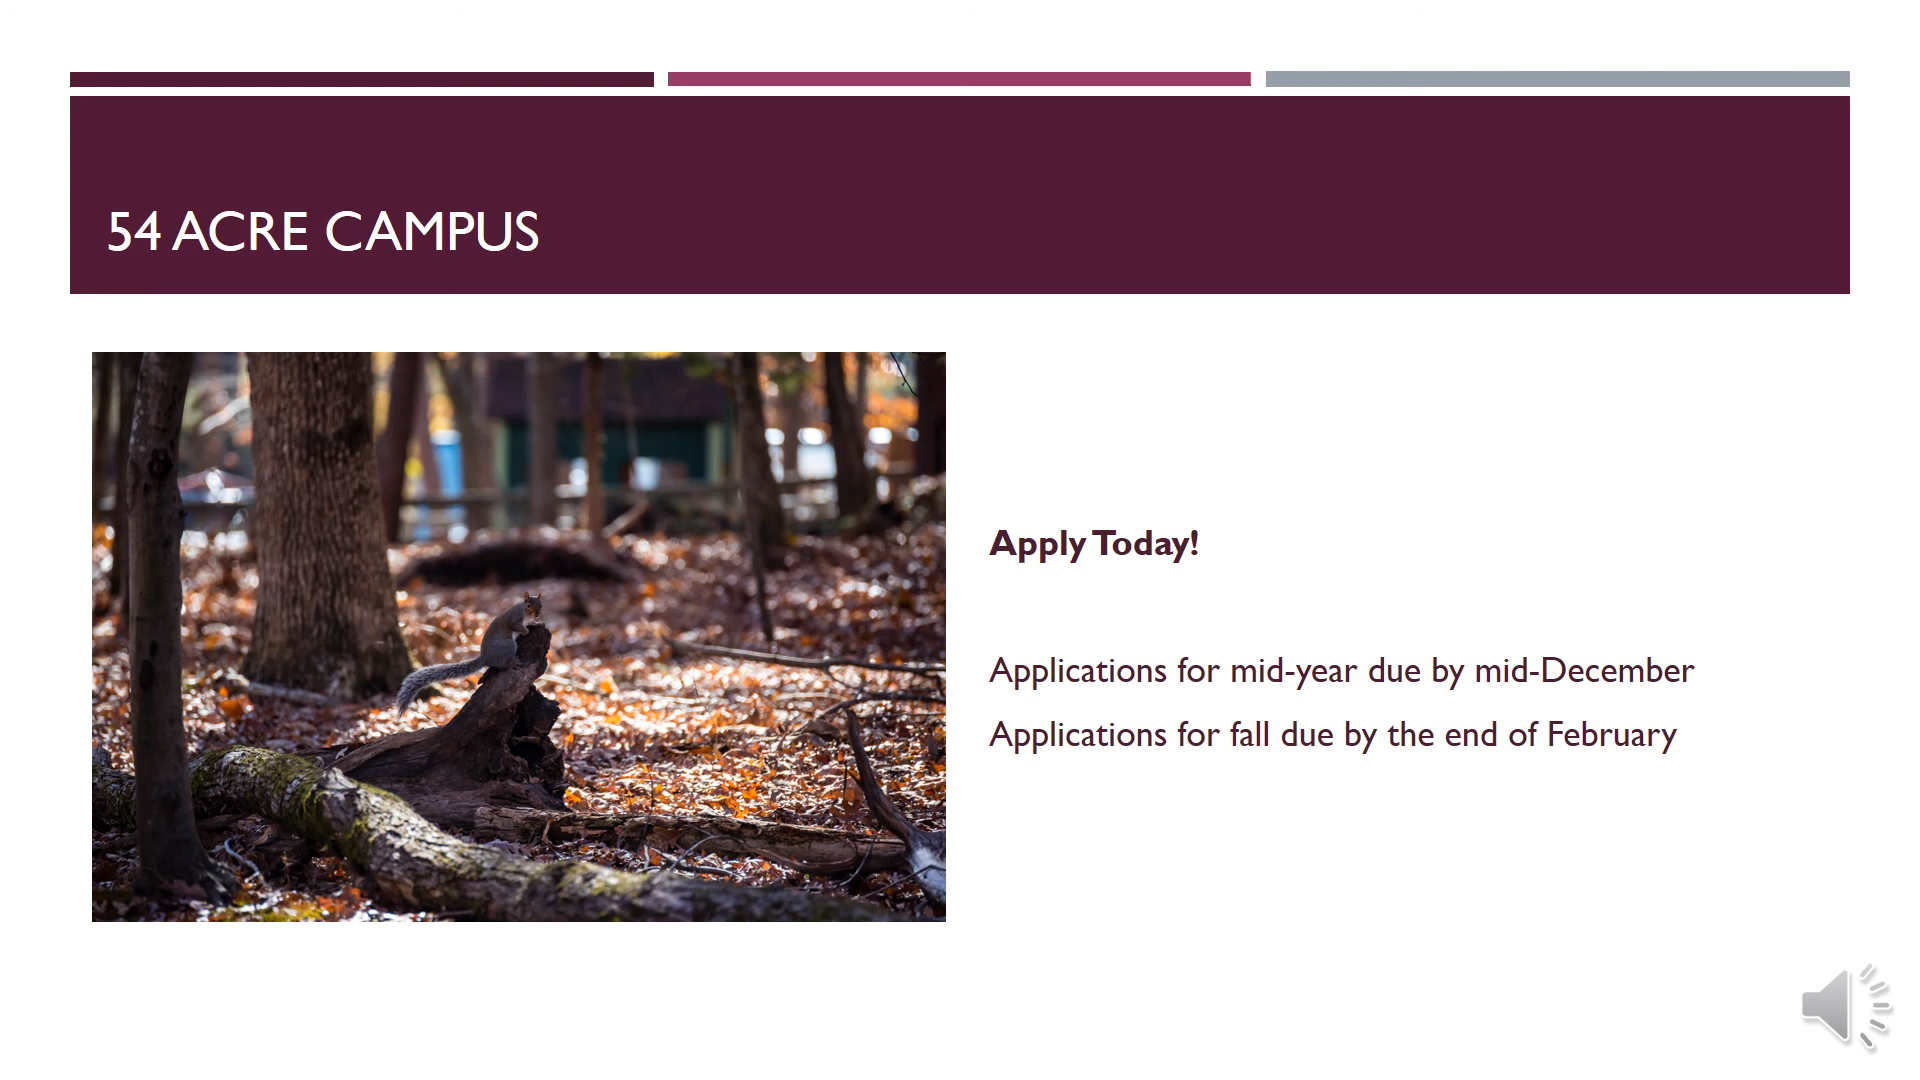 54 ACRE CAMPUS
Apply Today!
Applications for mid-year due by mid-December
Applications for fall due by the end of February